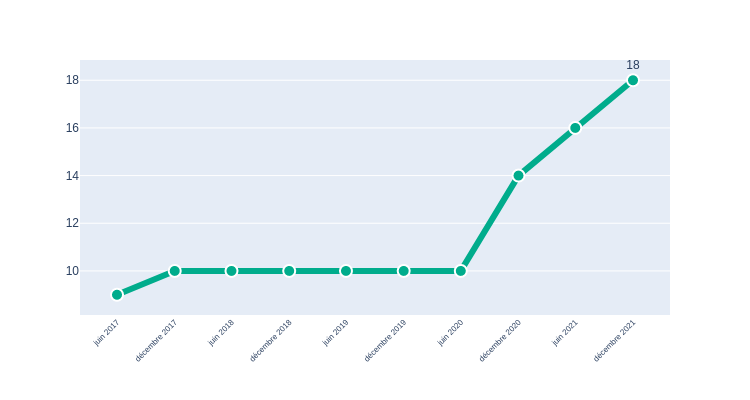 18
18
16
14
12
10
juin 2017
décembre 2017
juin 2018
décembre 2018
juin 2019
décembre 2019
juin 2020
décembre 2020
juin 2021
décembre 2021